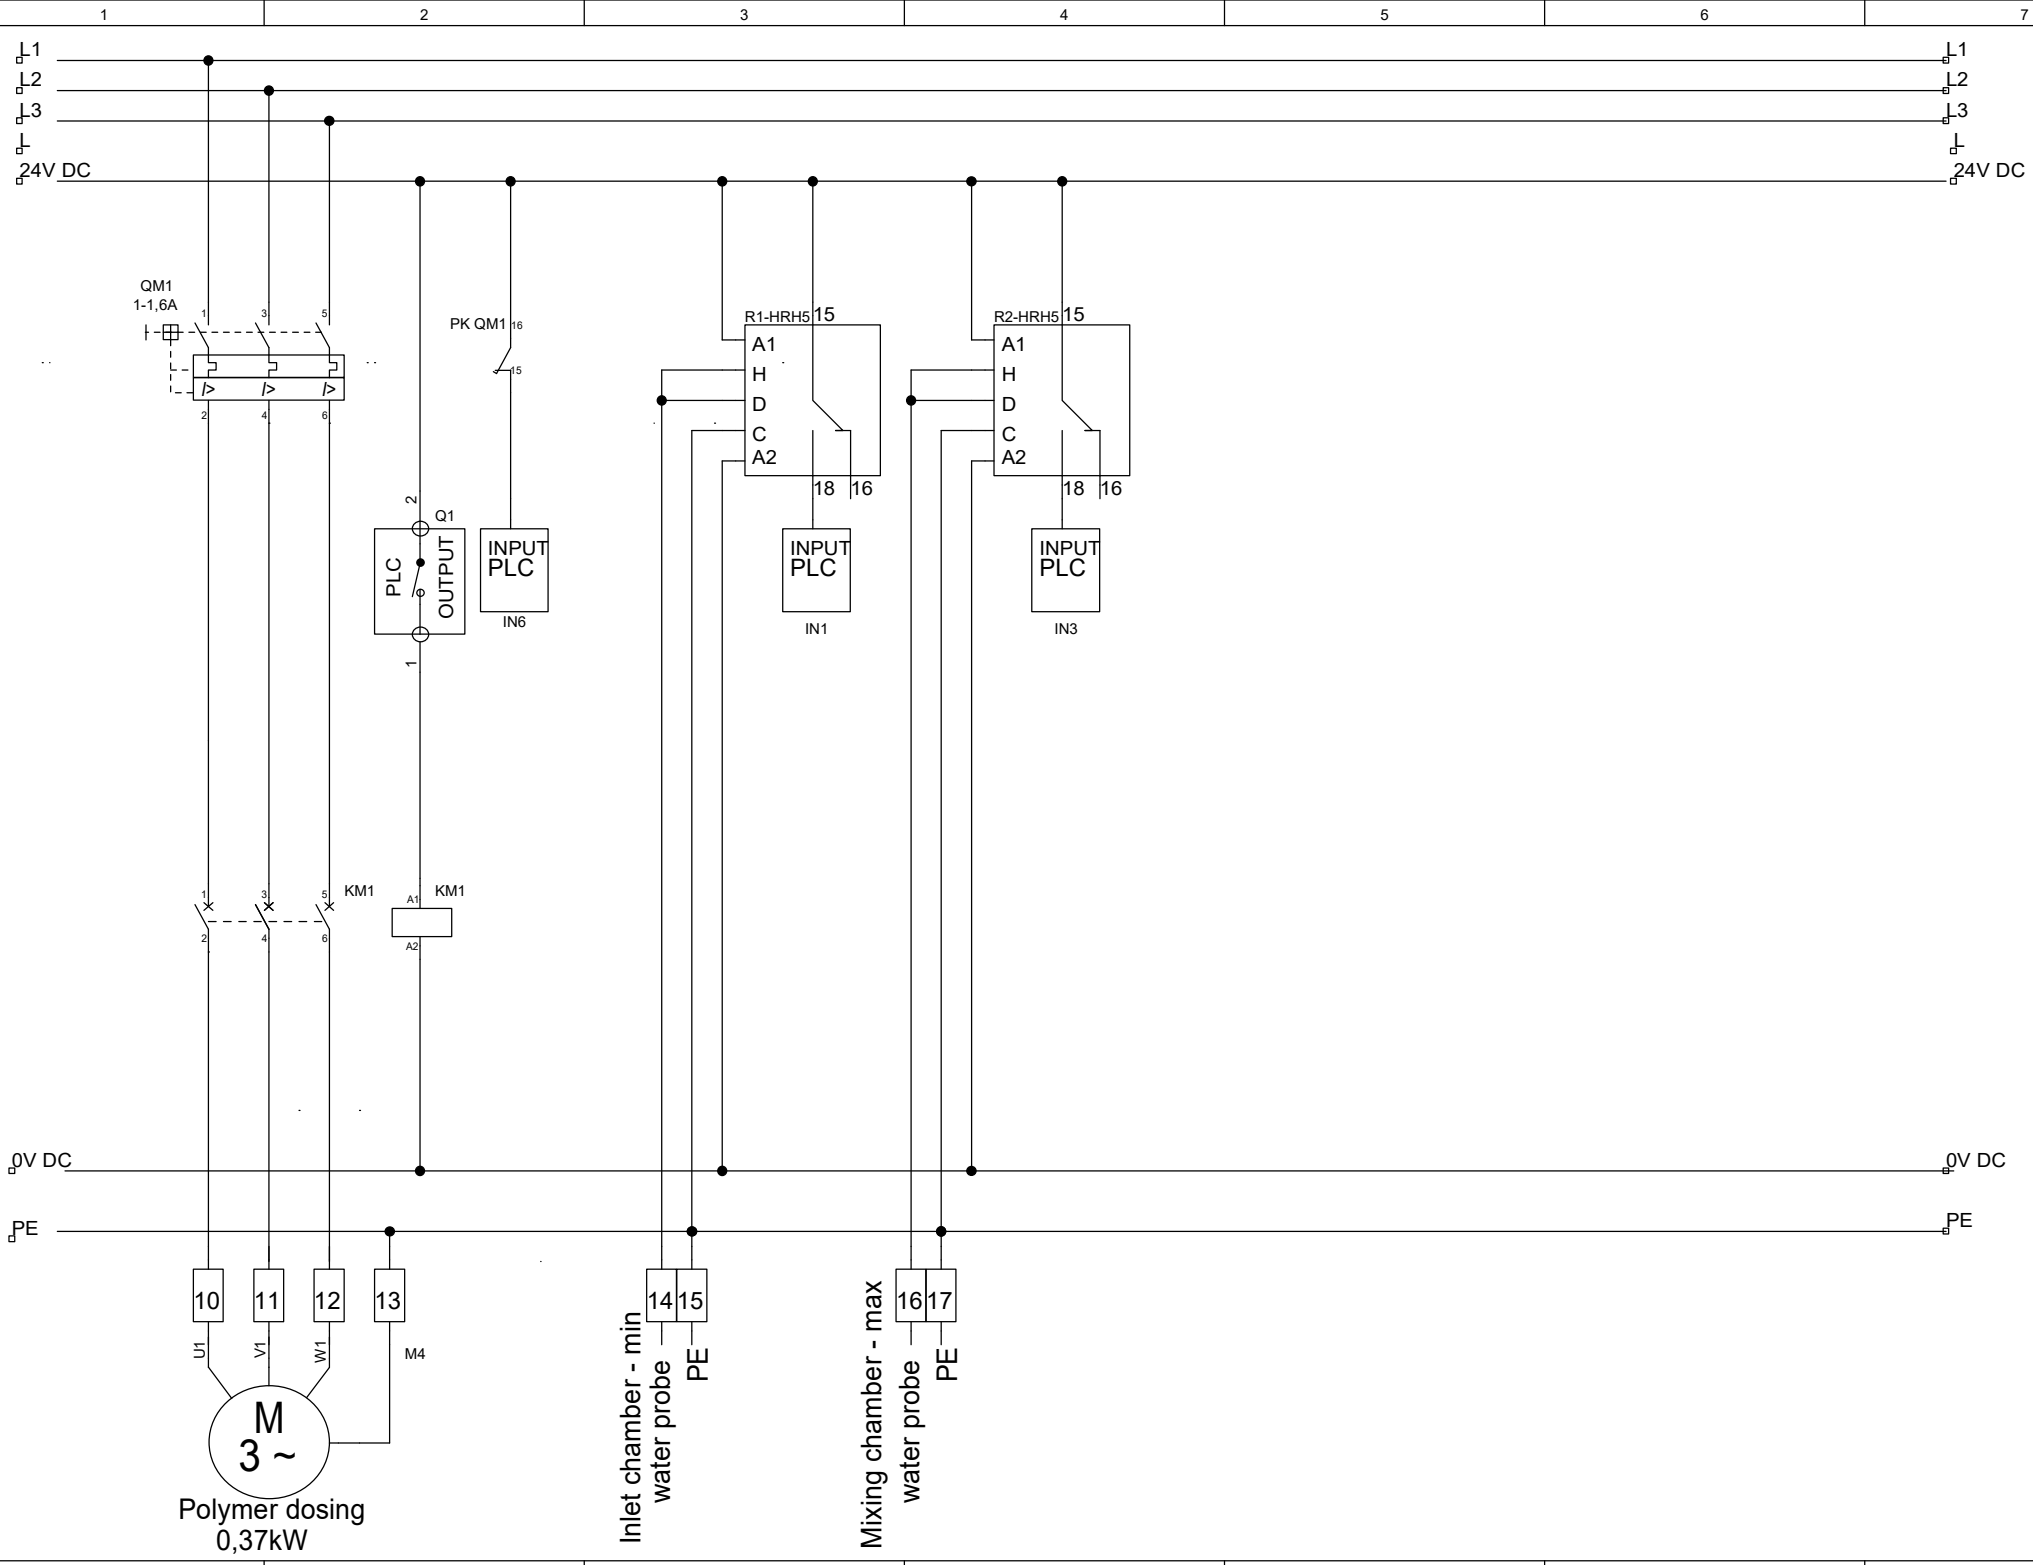 1 2 3 4 5 6 7
L1 L1
L2 L2
L3 L3
L L
24V DC 24V DC
QM1
1-1,6A
1 3 5
PK QM1 16
15
I> I> I>
2 4 6
R1-HRH5 15
A1
H
D
C
A2
18 16
R2-HRH5 15
A1
H
D
C
A2
18 16
2
Q1
PLC
OUTPUT
1
INPUT
PLC
IN6
INPUT
PLC
IN1
INPUT
PLC
IN3
1 3 5 KM1
2 4 6
A1 KM1
A2
0V DC 0V DC
PE PE
10 11 12 13
U1 V1 W1 M4
M
3 ~
Polymer dosing
0,37kW
14 15
Inlet chamber - min
water probe
PE
16 17
Mixing chamber - max
water probe
PE